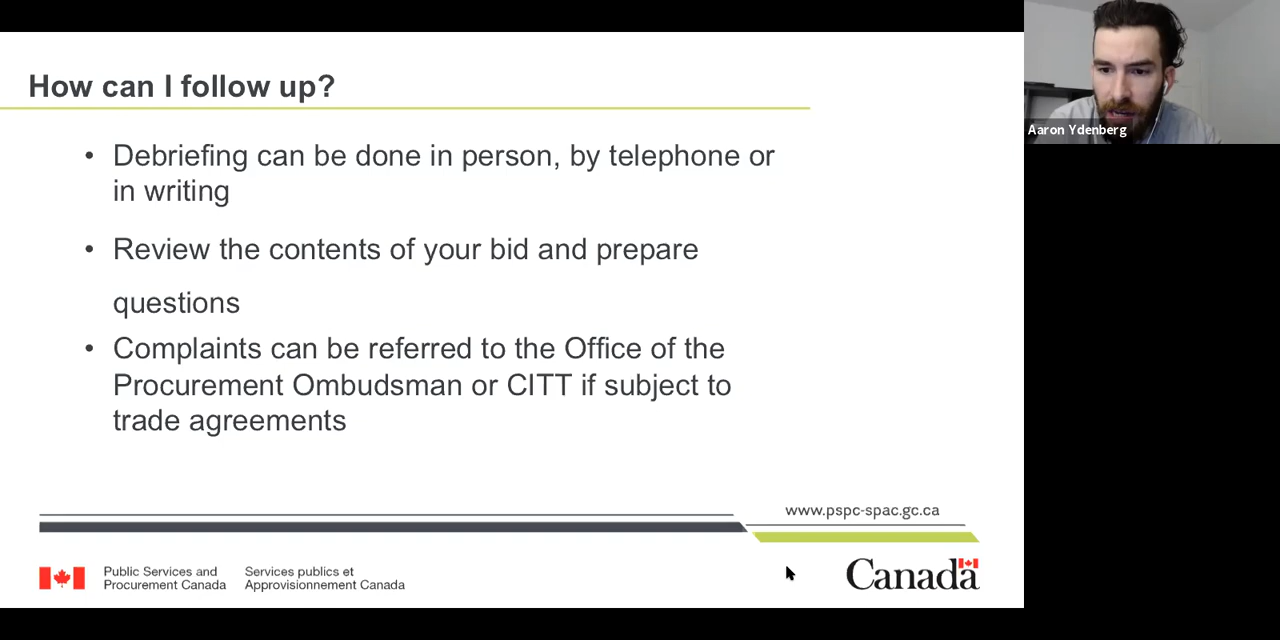 How can I follow up?
• Debriefing can be done in person, by telephone or
in writing
• Review the contents of your bid and prepare
questions
• Complaints can be referred to the Office of the
Procurement Ombudsman or CITT if subject to
trade agreements
www.pspc-spac.gc.ca
Public Services and
Procurement Canada
Services publics et
Approvisionnement Canada
Canada
Aaron Ydenberg